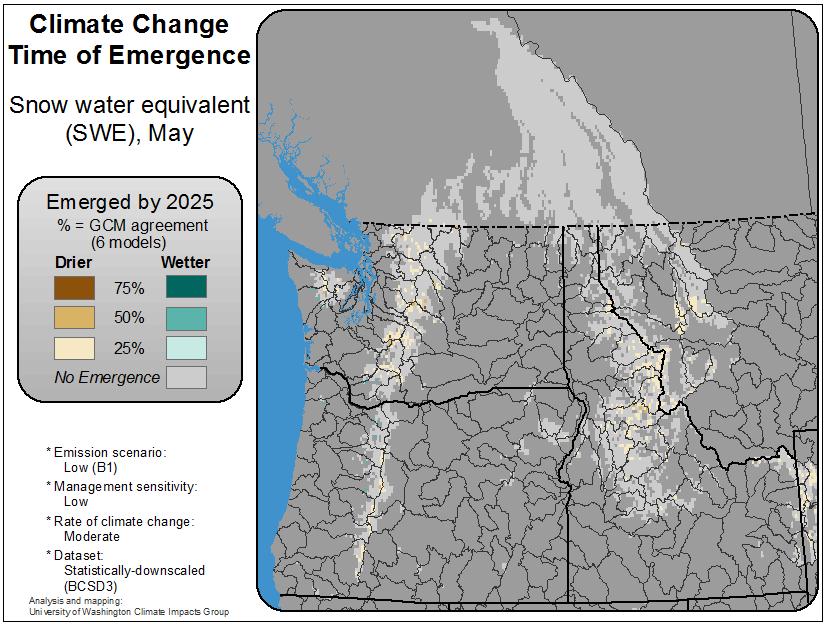 Climate Change
Time of Emergence
Snow water equivalent
(SWE), May
Emerged by 2025
% = GCM agreement
(6 models)
Drier Wetter
75%
50%
25%
No Emergence
* Emission scenario:
Low (B1)
* Management sensitivity:
Low
* Rate of climate change:
Moderate
* Dataset:
Statistically-downscaled
(BCSD3)
Analysis and mapping:
University of Washington Climate Impacts Group